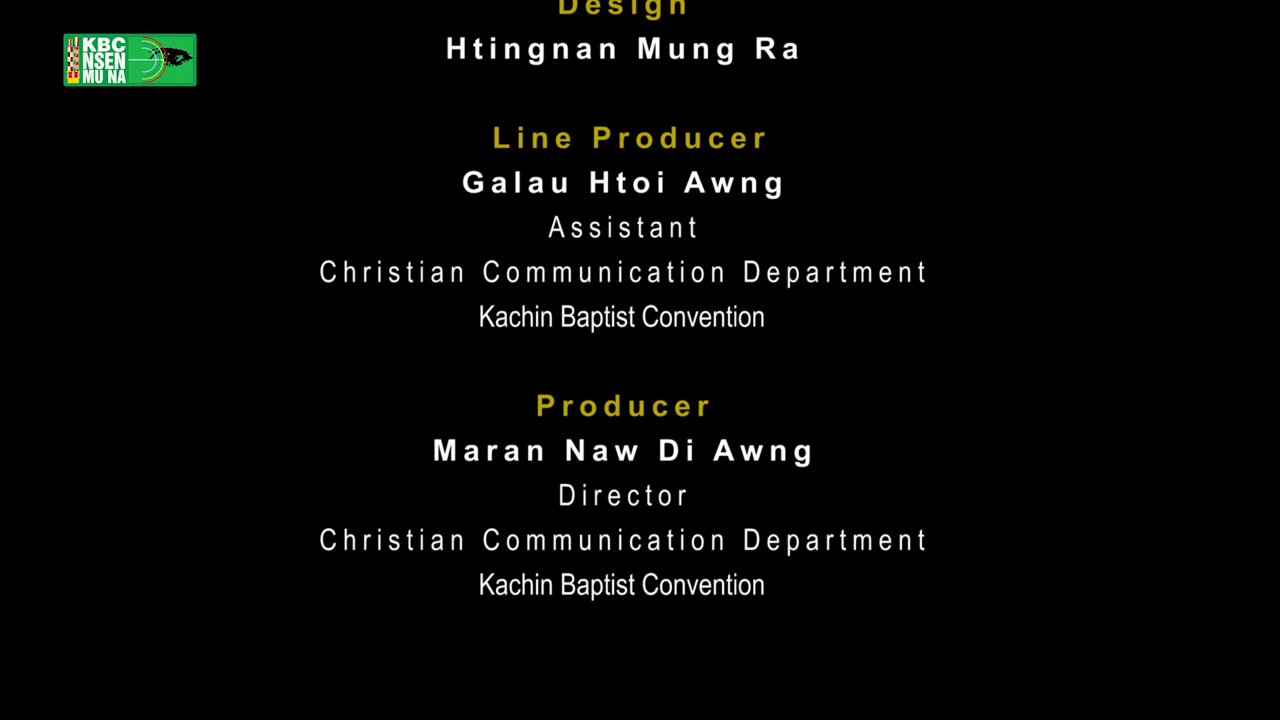 Design
KBC
NSEN
MU NA
Htingnan Mung Ra
Line Producer
Galau Htoi Awng
Assistant
Christian Communication Department
Kachin Baptist Convention
Producer
Maran Naw Di Awng
Director
Christian Communication Department
Kachin Baptist Convention